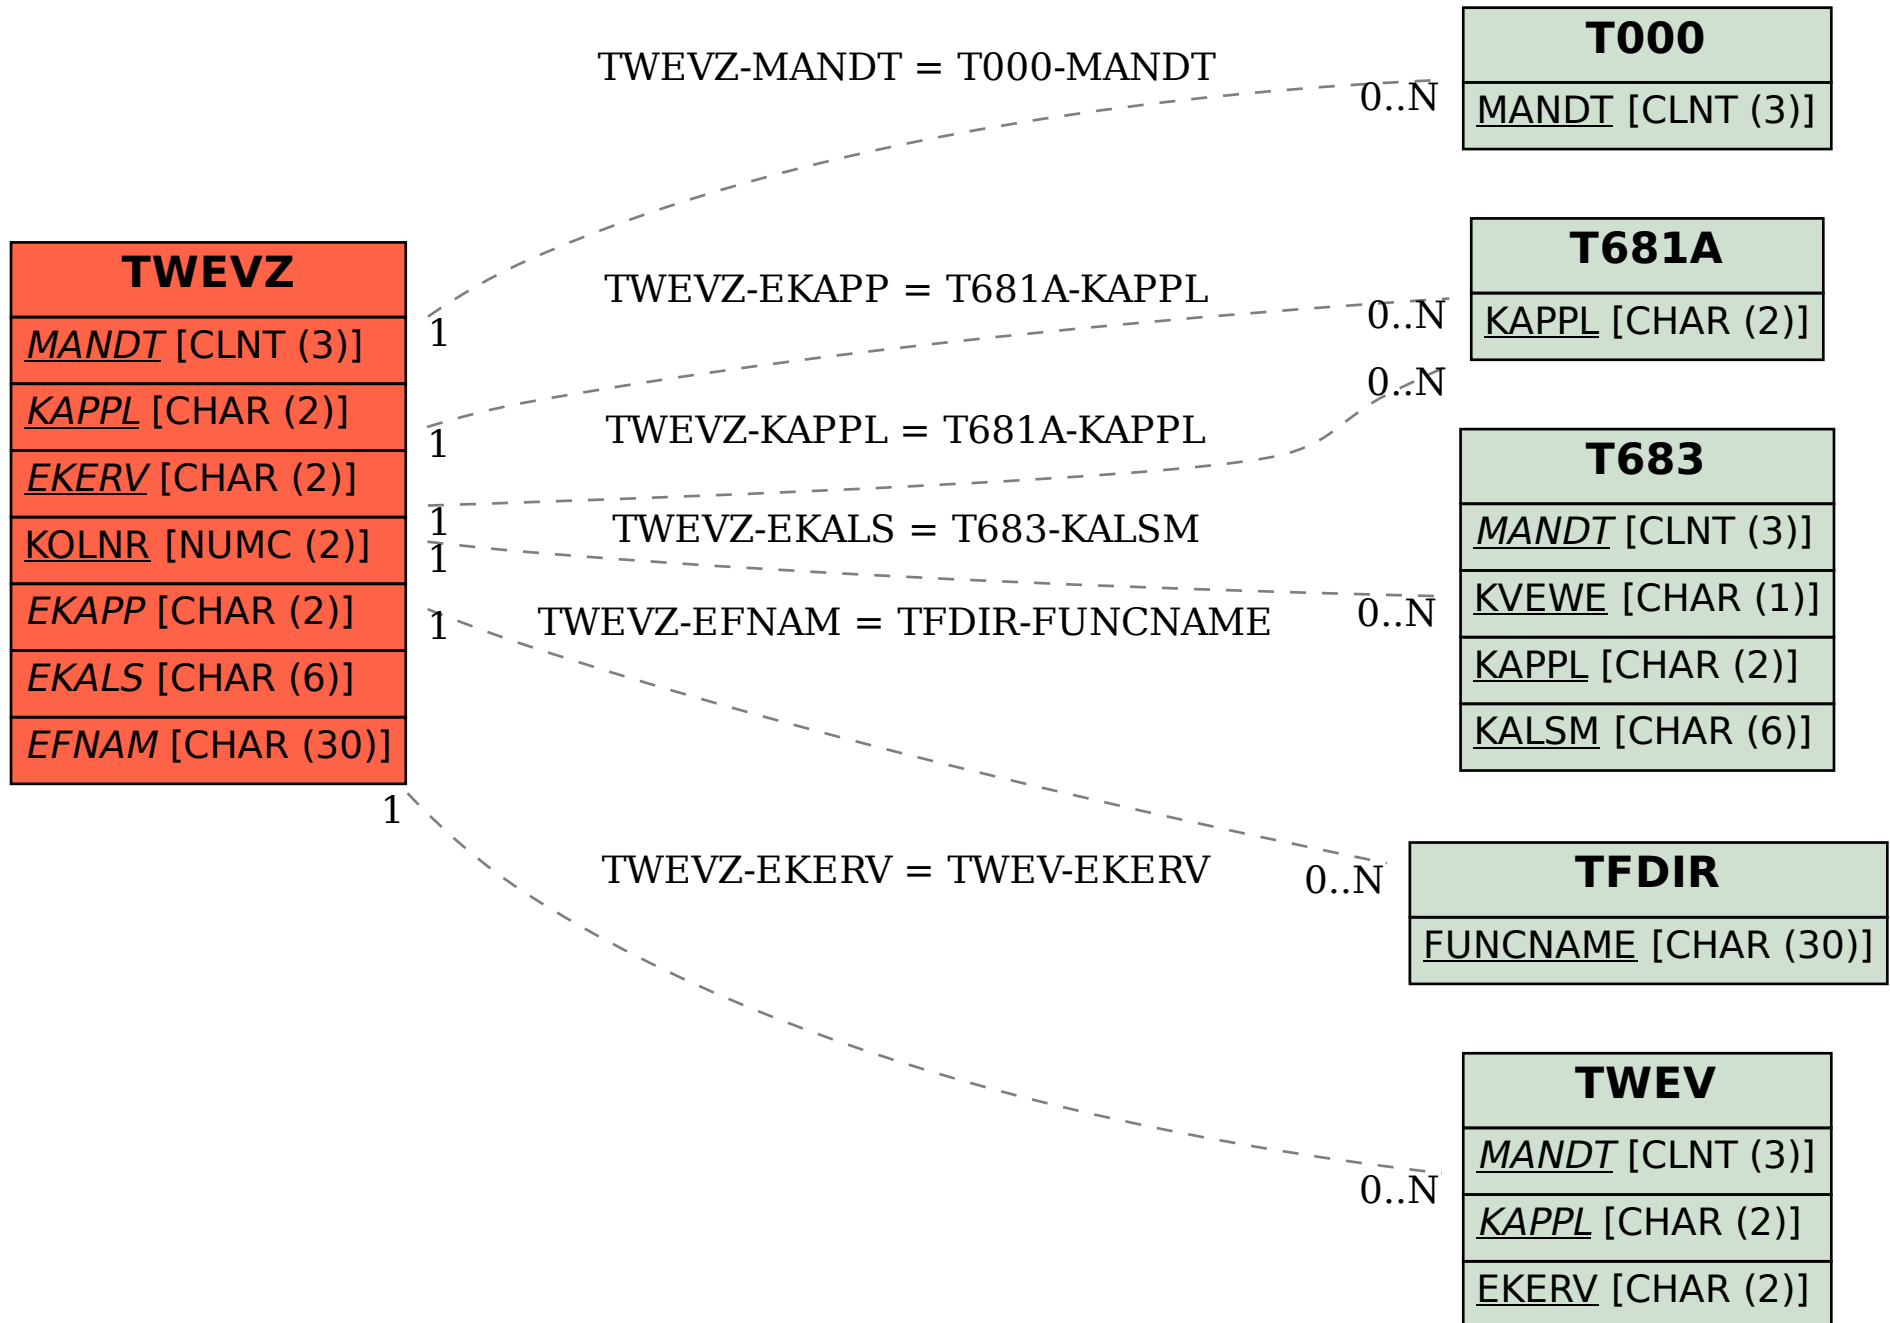 TWEVZ
MANDT [CLNT (3)]
KAPPL [CHAR (2)]
EKERV [CHAR (2)]
KOLNR [NUMC (2)]
EKAPP [CHAR (2)]
EKALS [CHAR (6)]
EFNAM [CHAR (30)]
TWEVZ-MANDT = T000-MANDT
1
0..N
TWEVZ-EKAPP = T681A-KAPPL
1
0..N
TWEVZ-KAPPL = T681A-KAPPL
1
0..N
TWEVZ-EKALS = T683-KALSM
1
0..N
TWEVZ-EFNAM = TFDIR-FUNCNAME
1
0..N
TWEVZ-EKERV = TWEV-EKERV
1
0..N
T000
MANDT [CLNT (3)]
T681A
KAPPL [CHAR (2)]
T683
MANDT [CLNT (3)]
KVEWE [CHAR (1)]
KAPPL [CHAR (2)]
KALSM [CHAR (6)]
TFDIR
FUNCNAME [CHAR (30)]
TWEV
MANDT [CLNT (3)]
KAPPL [CHAR (2)]
EKERV [CHAR (2)]